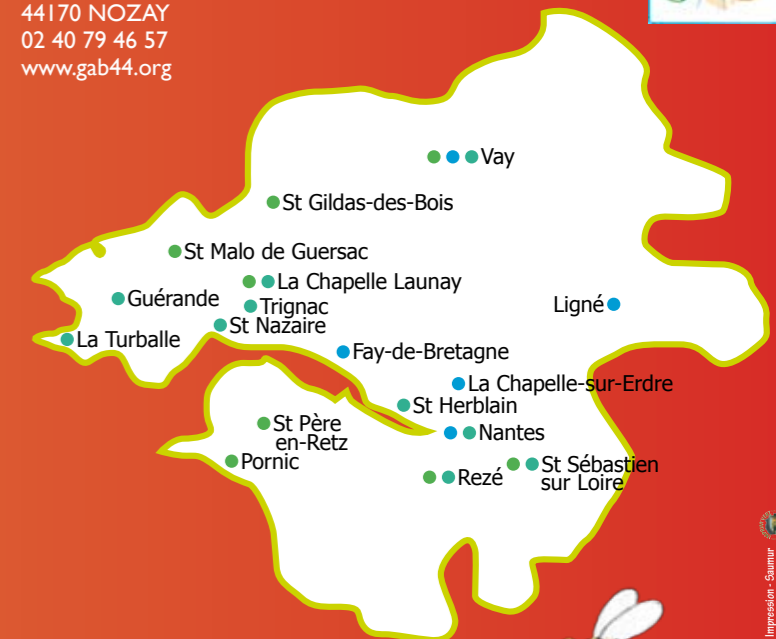 44170 NOZAY
02 40 79 46 57
www.gab44.org
Vay
St Gildas-des-Bois
St Malo de Guersac
La Chapelle Launay
Guérande
Trignac
Ligné
St Nazaire
La Turballe
Fay-de-Bretagne
La Chapelle-sur-Erdre
St Herblain
St Père
en-Retz
Nantes
Pornic
Rezé
St Sébastien
sur Loire
Impression - Saumur